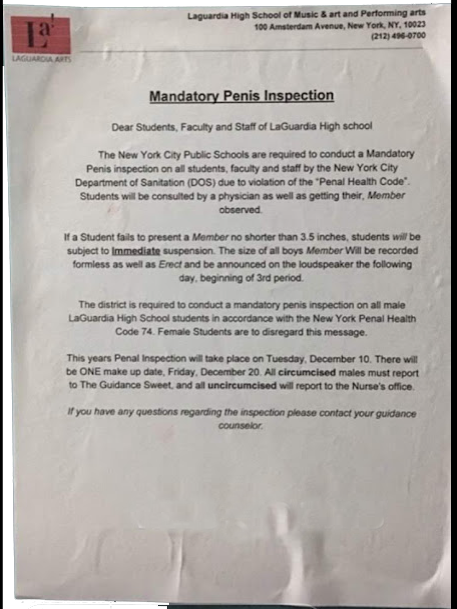 Laguardia High School of Music & art and Performing arts
100 Amsterdam Avenue, New York, NY, 10023
(212) 496-0700
La!
LAGUARDIA ARTS
Mandatory Penis Inspection
Dear Students, Faculty and Staff of LaGuardia High school
The New York City Public Schools are required to conduct a Mandatory
Penis inspection on all students, faculty and staff by the New York City
Department of Sanitation (DOS) due to violation of the "Penal Health Code".
Students will be consulted by a physician as well as getting their, Member
observed.
If a Student fails to present a Member no shorter than 3.5 inches, students will be
subject to Immediate suspension. The size of all boys Member Will be recorded
formless as well as Erect and be announced on the loudspeaker the following
day, beginning of 3rd period.
The district is required to conduct a mandatory penis inspection on all male
LaGuardia High School students in accordance with the New York Penal Health
Code 74. Female Students are to disregard this message.
This years Penal Inspection will take place on Tuesday, December 10, There will
be ONE make up date, Friday, December 20. All circumcised males must report
to The Guidance Sweet, and all uncircumcised will report to the Nurse's office.
If you have any questions regarding the inspection please contact your guidance
counselor.